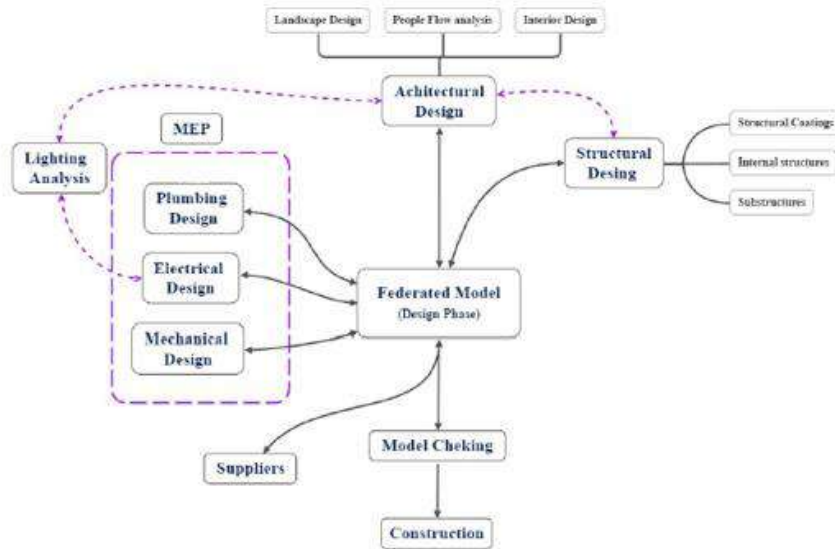 Landscape Design
People Flow analysis
Interior Design
Achitectural
Design
MEP
Lighting
Analysis
Structural
Desing
Structural Coatings
Internal structures
Substructures
Plumbing
Design
Electrical
Design
Mechanical
Design
Federated Model
(Design Phase)
Suppliers
Model Cheking
Construction